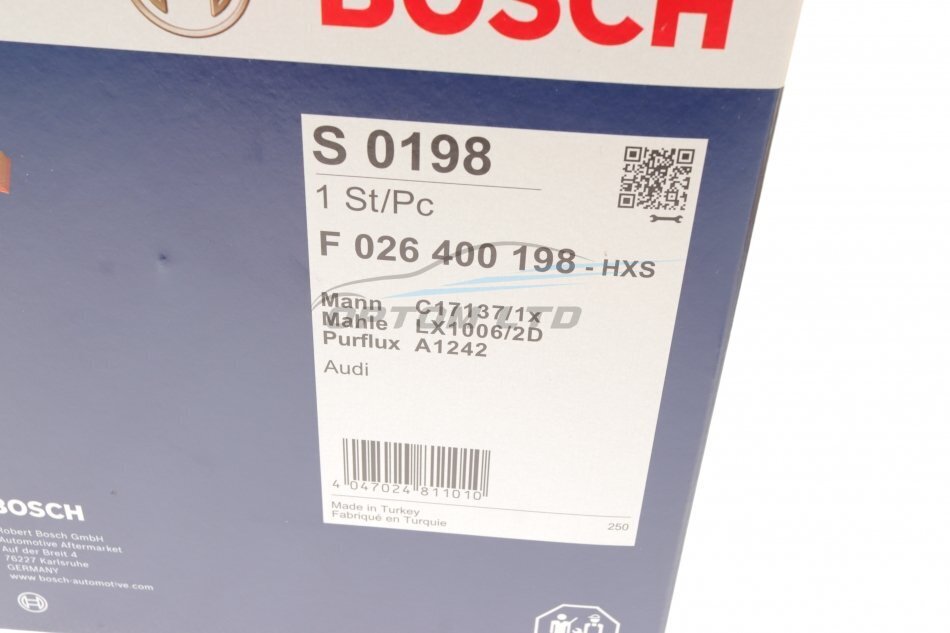 BOSCH
S 0198
1 St/Pc
F 026 400 198 - HXS
Mann C17137/1x
Mahle LX1006/2D
Purflux A1242
ORTOM LTD
Audi
4 047024 811010
Made in Turkey
Fabriqué en Turquie
250
BOSCH
Robert Bosch GmbH
Automotive Aftermarket
Auf der Breit 4
76227 Karlsruhe
GERMANY
www.bosch-automotive.com